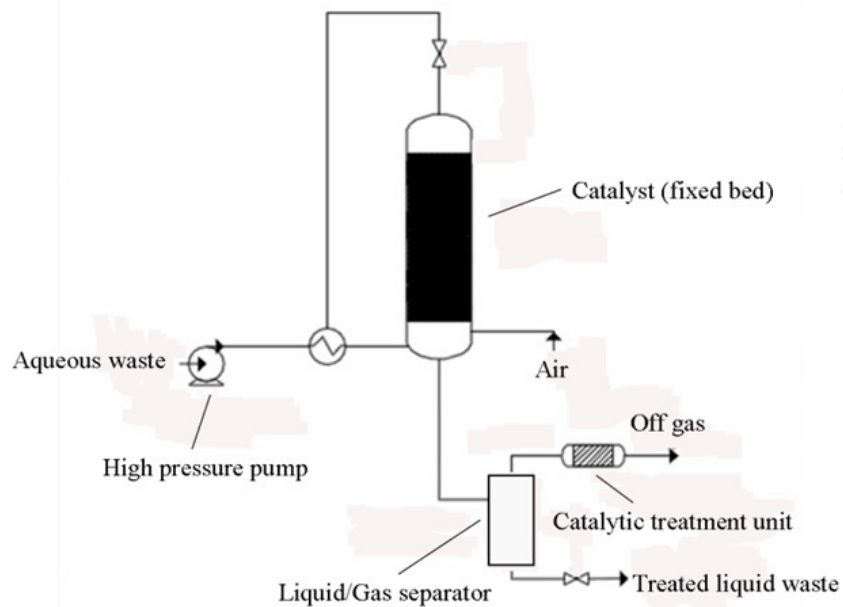 Catalyst (fixed bed)
Aqueous waste
Air
High pressure pump
Off gas
Catalytic treatment unit
Liquid/Gas separator
Treated liquid waste